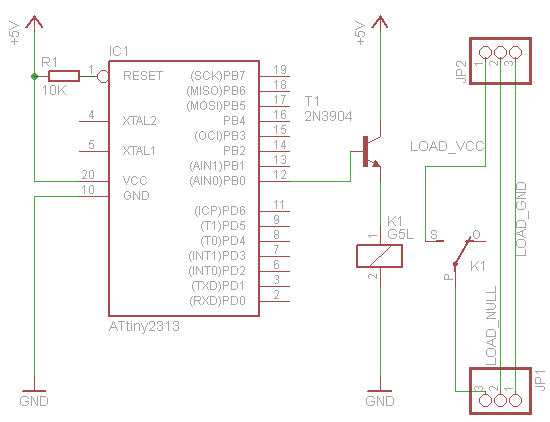 +5V
+5V
IC1
R1
10K
1
RESET
(SCK)PB7
19
(MISO)PB6
18
(MOSI)PB5
17
4
XTAL2
PB4
16
(OCI)PB3
15
5
XTAL1
PB2
14
(AIN1)PB1
13
20
VCC
(AIN0)PB0
12
10
GND
(ICP)PD6
11
(T1)PD5
9
(T0)PD4
8
(INT1)PD3
7
(INT0)PD2
6
(TXD)PD1
3
(RXD)PD0
2
ATtiny2313
T1
2N3904
K1
G5L
1
2
GND
GND
JP2
1
2
3
LOAD_VCC
LOAD_GND
S
O
K1
P
LOAD_NULL
3
2
1
JP1